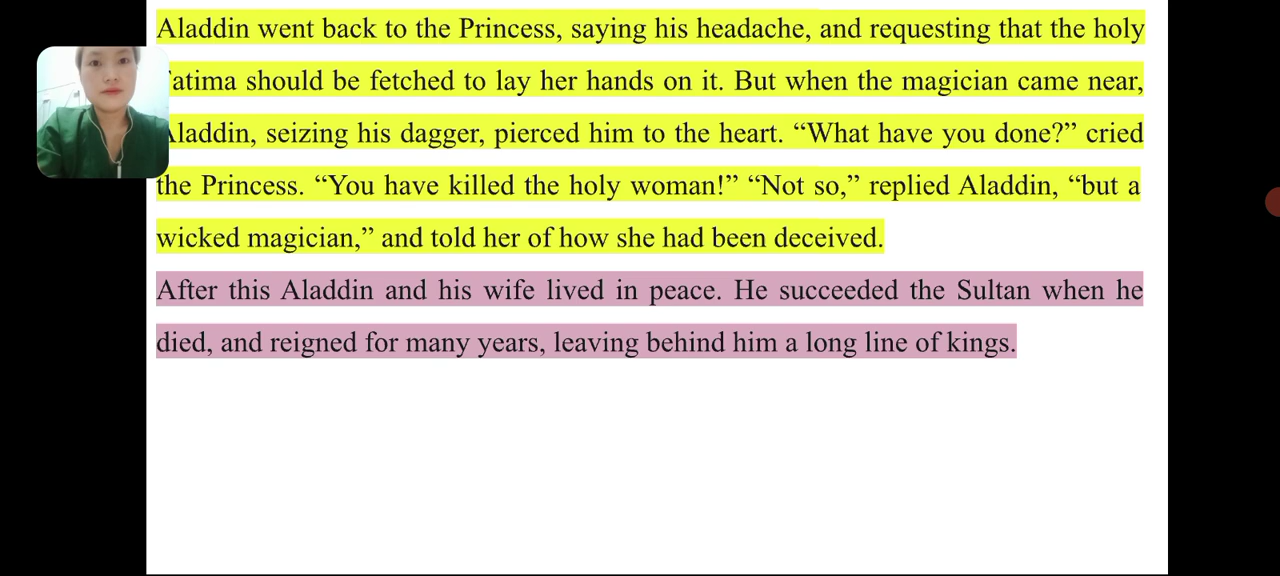 Aladdin went back to the Princess, saying his headache, and requesting that the holy
Fatima should be fetched to lay her hands on it. But when the magician came near,
Aladdin, seizing his dagger, pierced him to the heart. “What have you done?” cried
the Princess. “You have killed the holy woman!” “Not so,” replied Aladdin, “but a
wicked magician,” and told her of how she had been deceived.
After this Aladdin and his wife lived in peace. He succeeded the Sultan when he
died, and reigned for many years, leaving behind him a long line of kings.